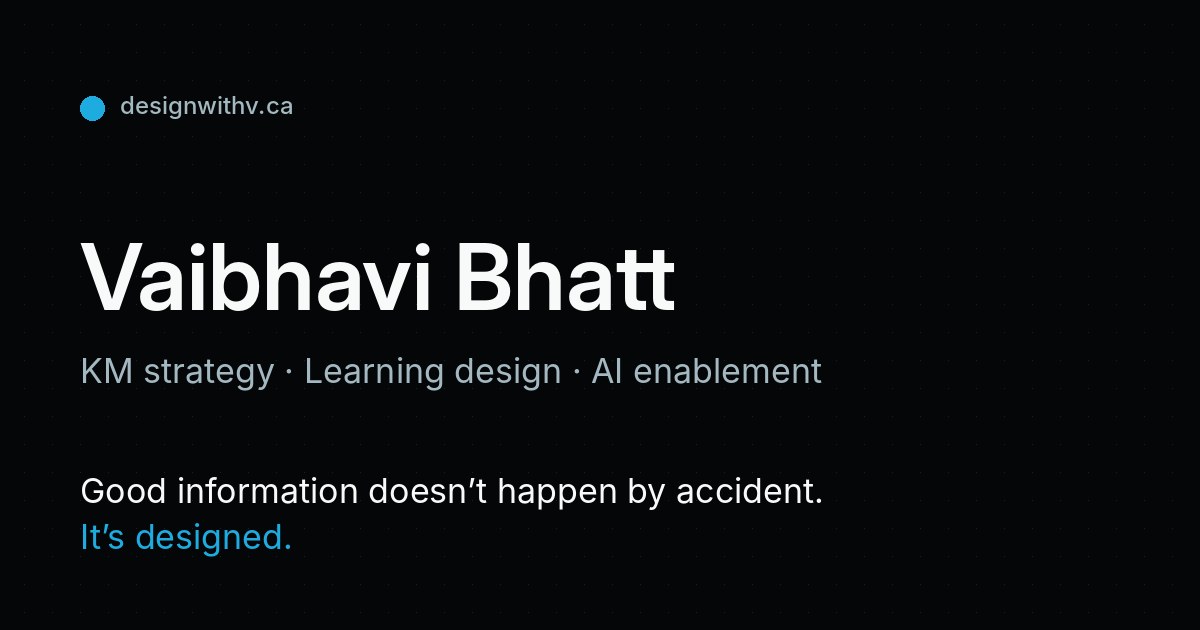 designwithv.ca
Vaibhavi Bhatt
KM strategy · Learning design · AI enablement
Good information doesn’t happen by accident.
It’s designed.